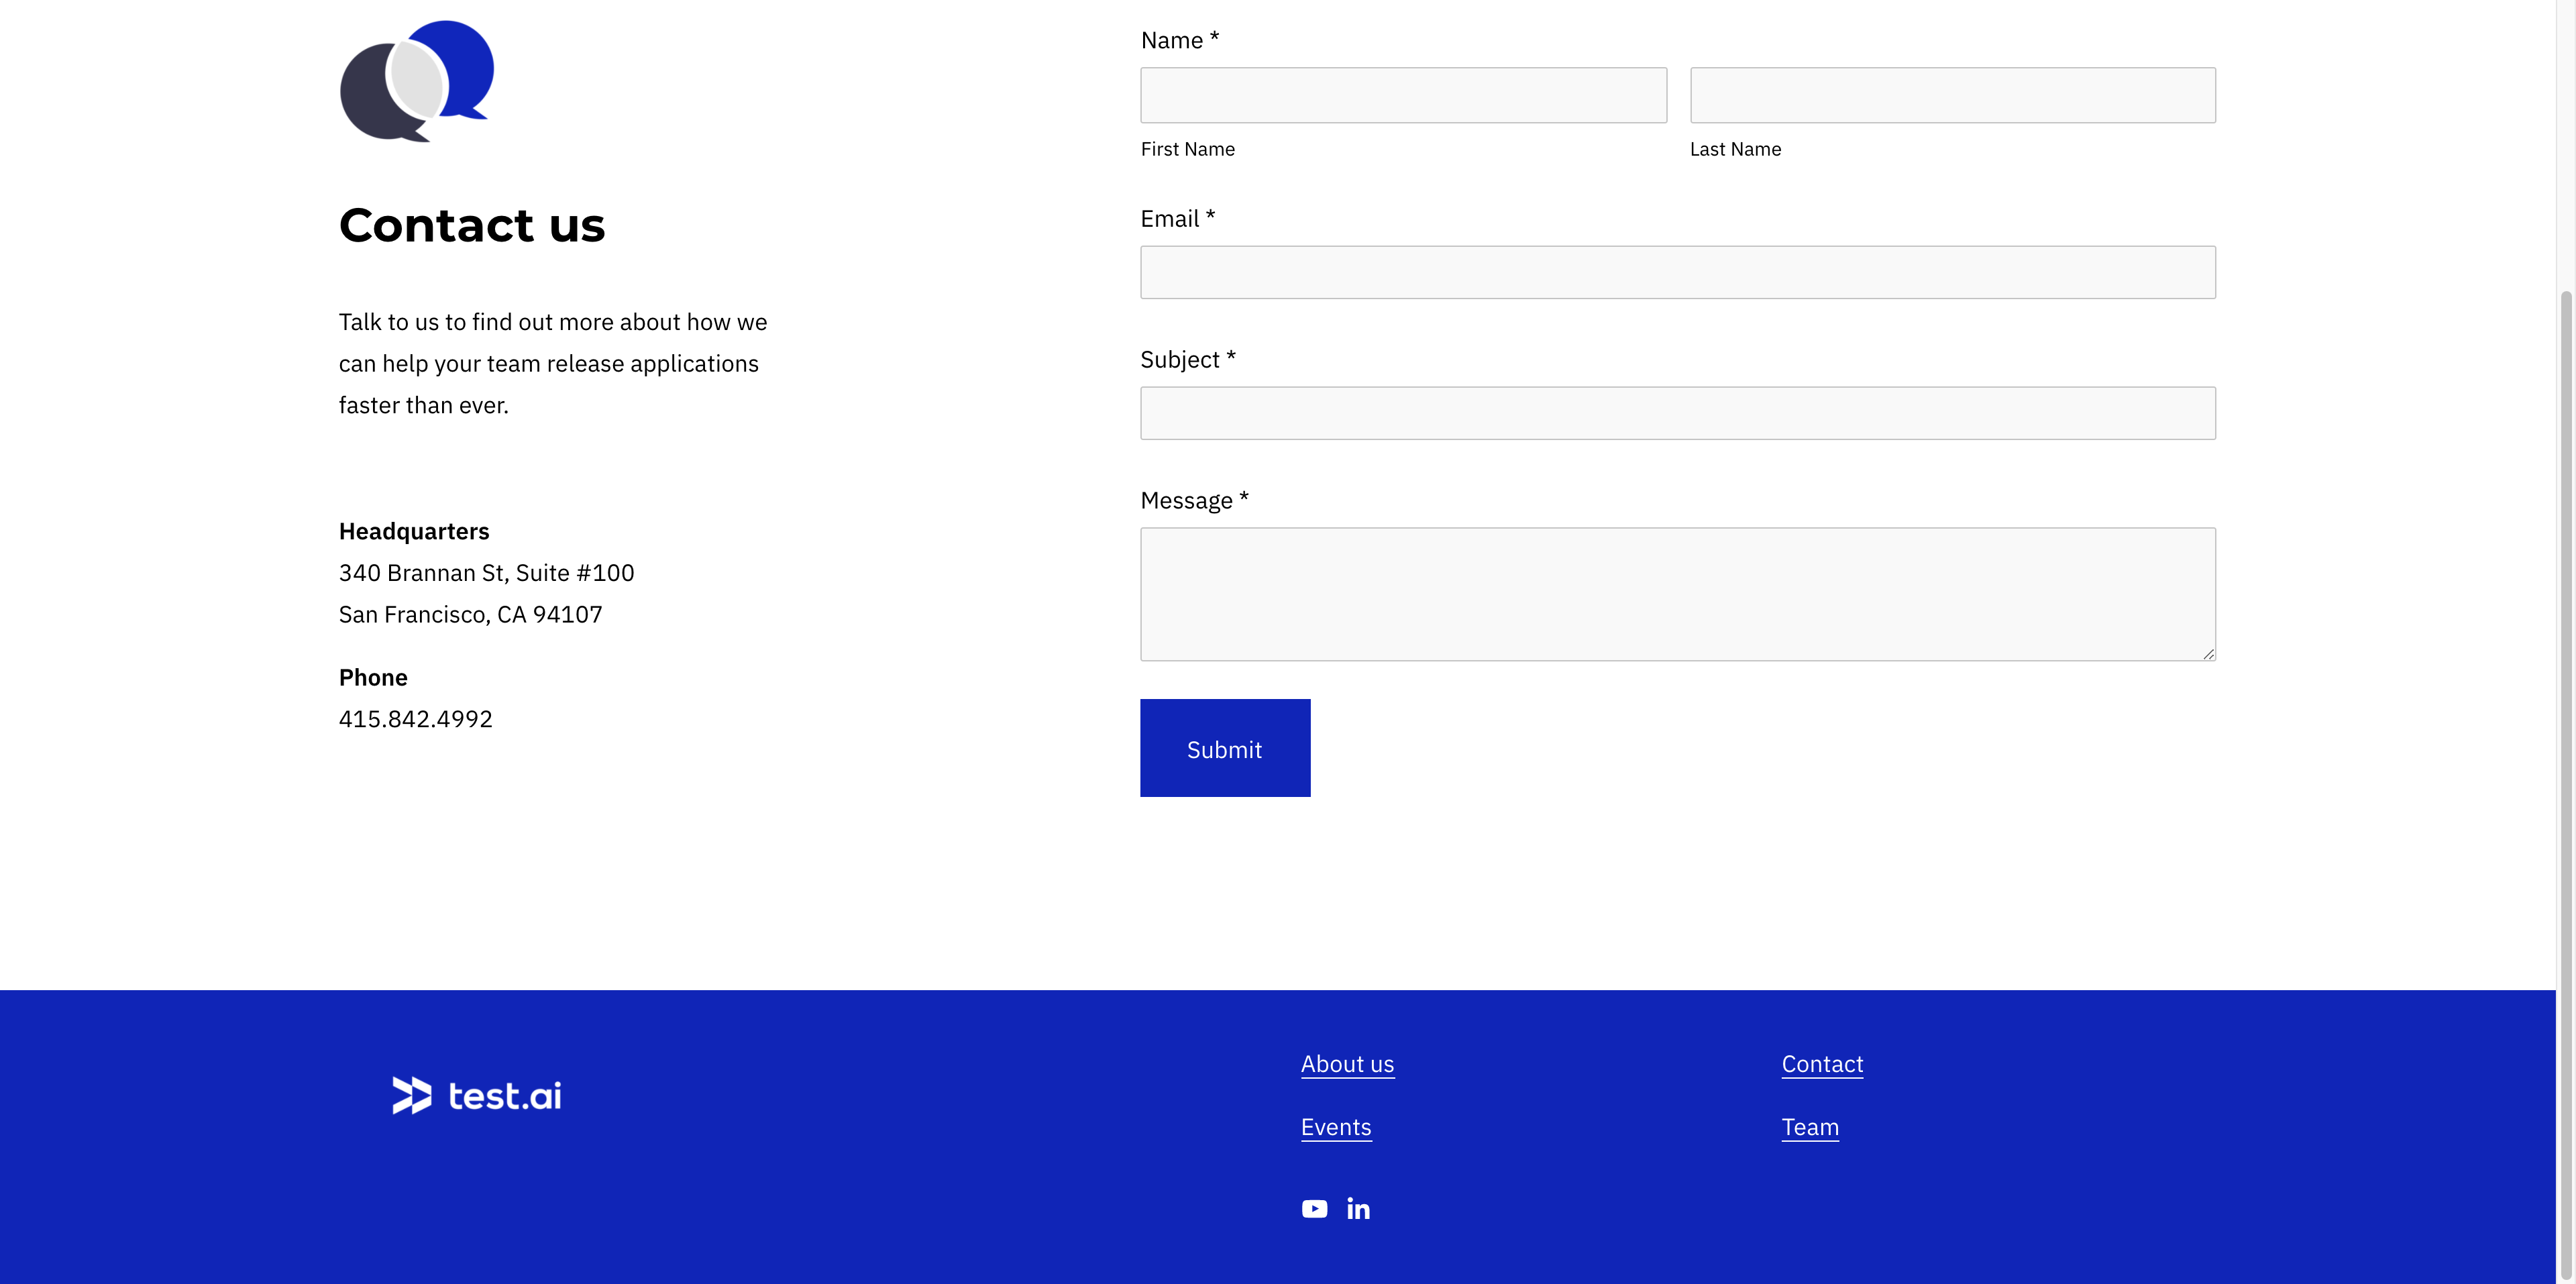 Contact us
Talk to us to find out more about how we
can help your team release applications
faster than ever.
Headquarters
340 Brannan St, Suite #100
San Francisco, CA 94107
Phone
415.842.4992
Name *
First Name
Last Name
Email *
Subject *
Message *
Submit
test.ai
About us
Events
in
Contact
Team